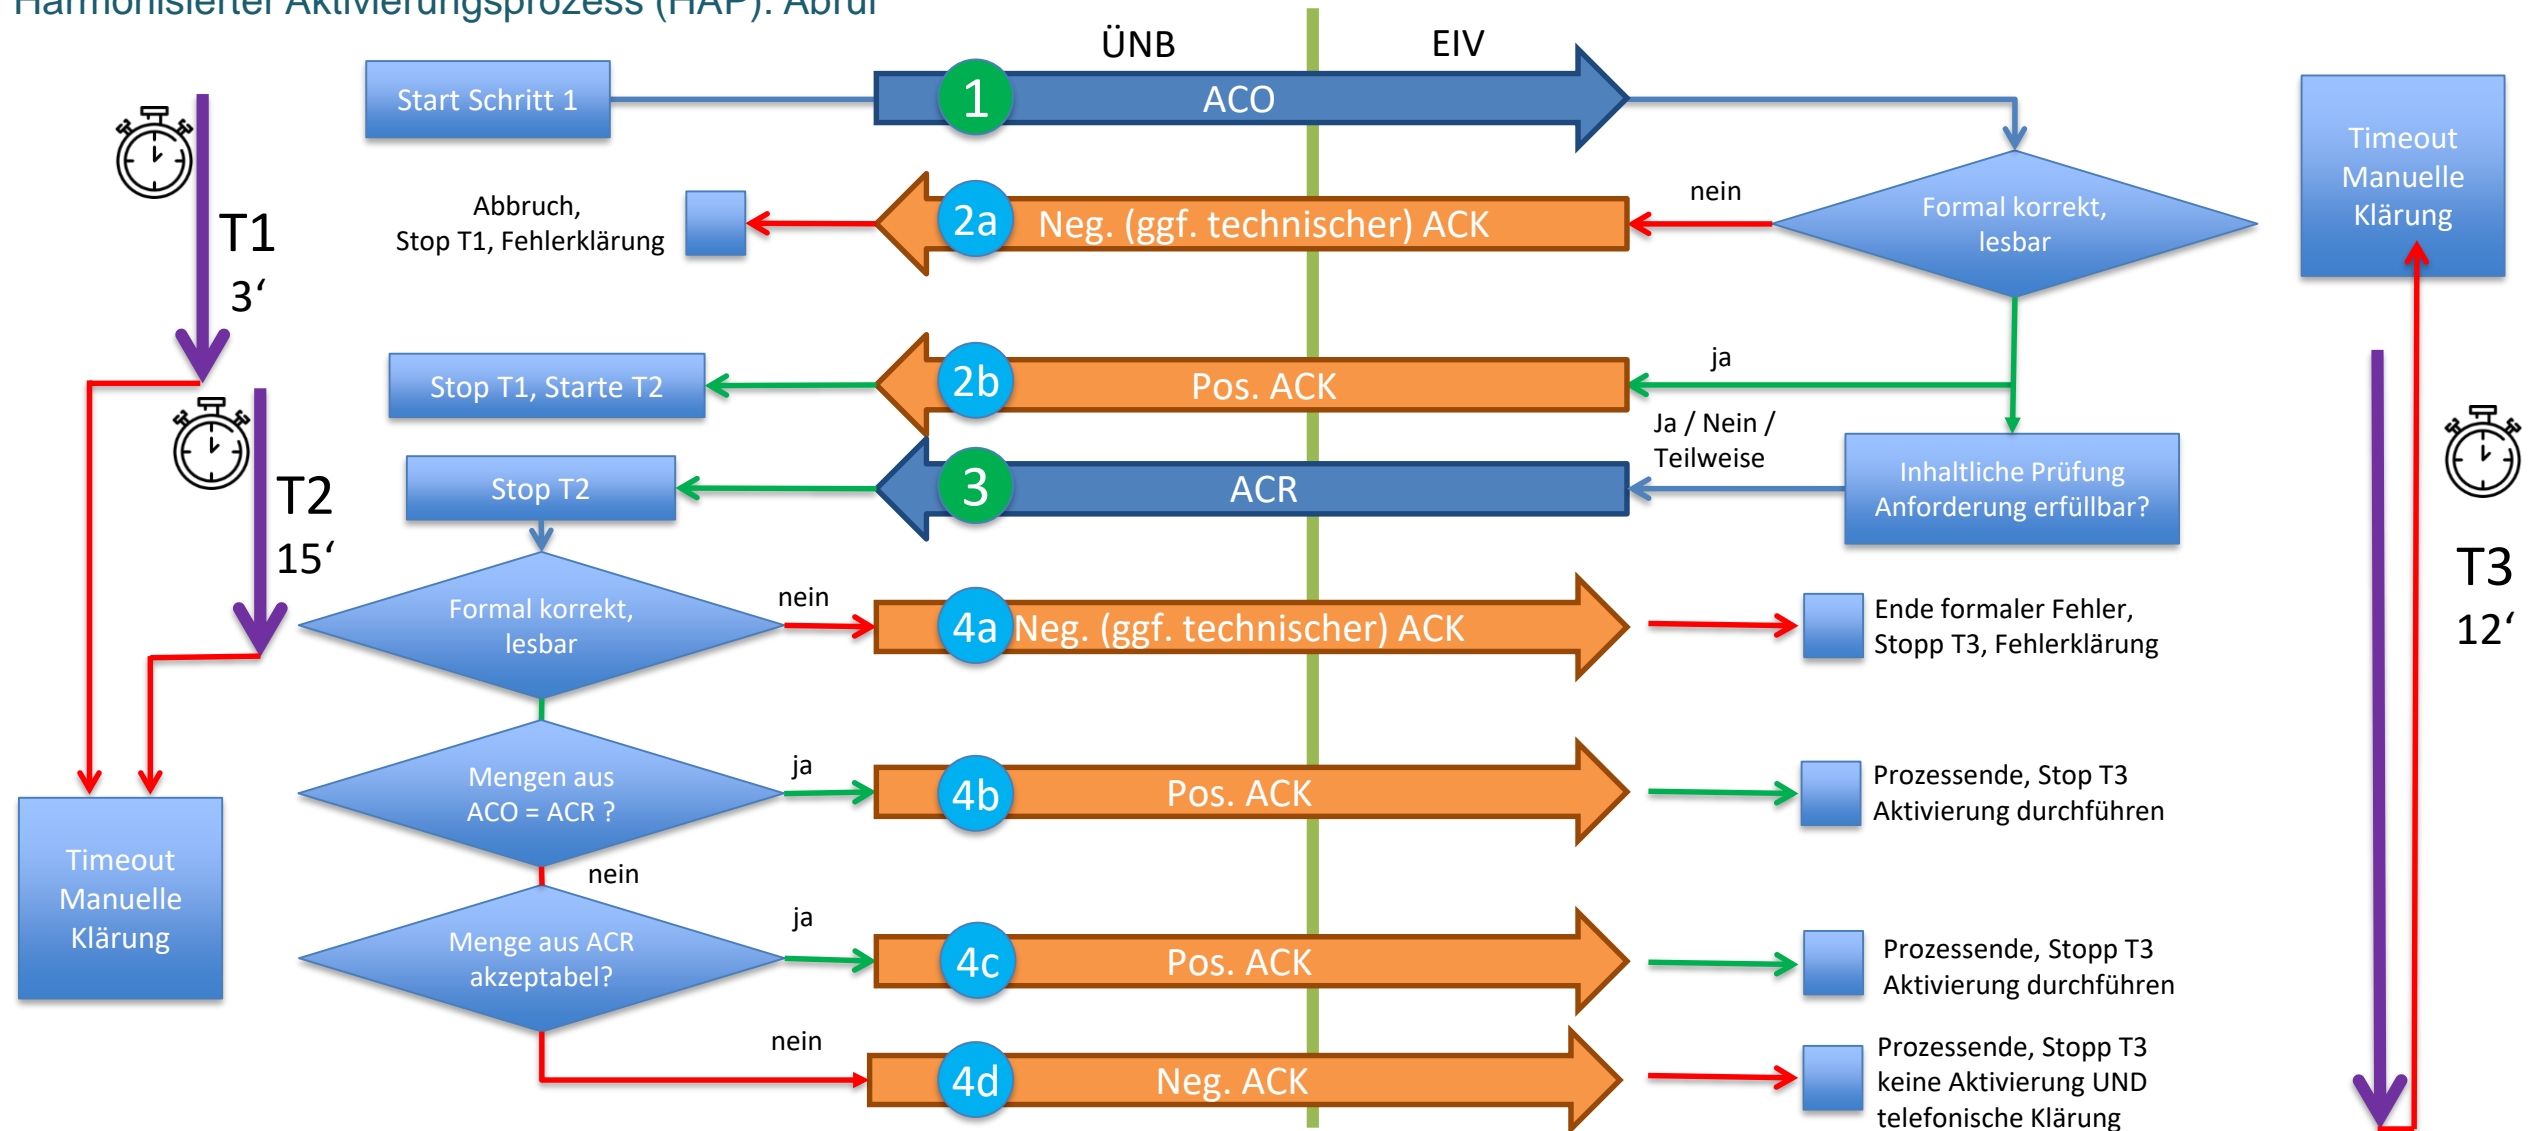 Harmonisierter Aktivierungsprozess (HAP): Abruf
ÜNB
EIV
Start Schritt 1
1
ACO
Timeout
Manuelle
Klärung
Formal korrekt,
lesbar
nein
2a
Neg. (ggf. technischer) ACK
Abbruch,
Stop T1, Fehlerklärung
T1
3‘
ja
2b
Pos. ACK
Stop T1, Starte T2
Ja / Nein /
Teilweise
Inhaltliche Prüfung
Anforderung erfüllbar?
3
ACR
Stop T2
T2
15‘
T3
12‘
Formal korrekt,
lesbar
nein
4a
Neg. (ggf. technischer) ACK
Ende formaler Fehler,
Stopp T3, Fehlerklärung
Mengen aus
ACO = ACR ?
ja
4b
Pos. ACK
Prozessende, Stop T3
Aktivierung durchführen
nein
Timeout
Manuelle
Klärung
Menge aus ACR
akzeptabel?
ja
4c
Pos. ACK
Prozessende, Stopp T3
Aktivierung durchführen
nein
4d
Neg. ACK
Prozessende, Stopp T3
keine Aktivierung UND
telefonische Klärung